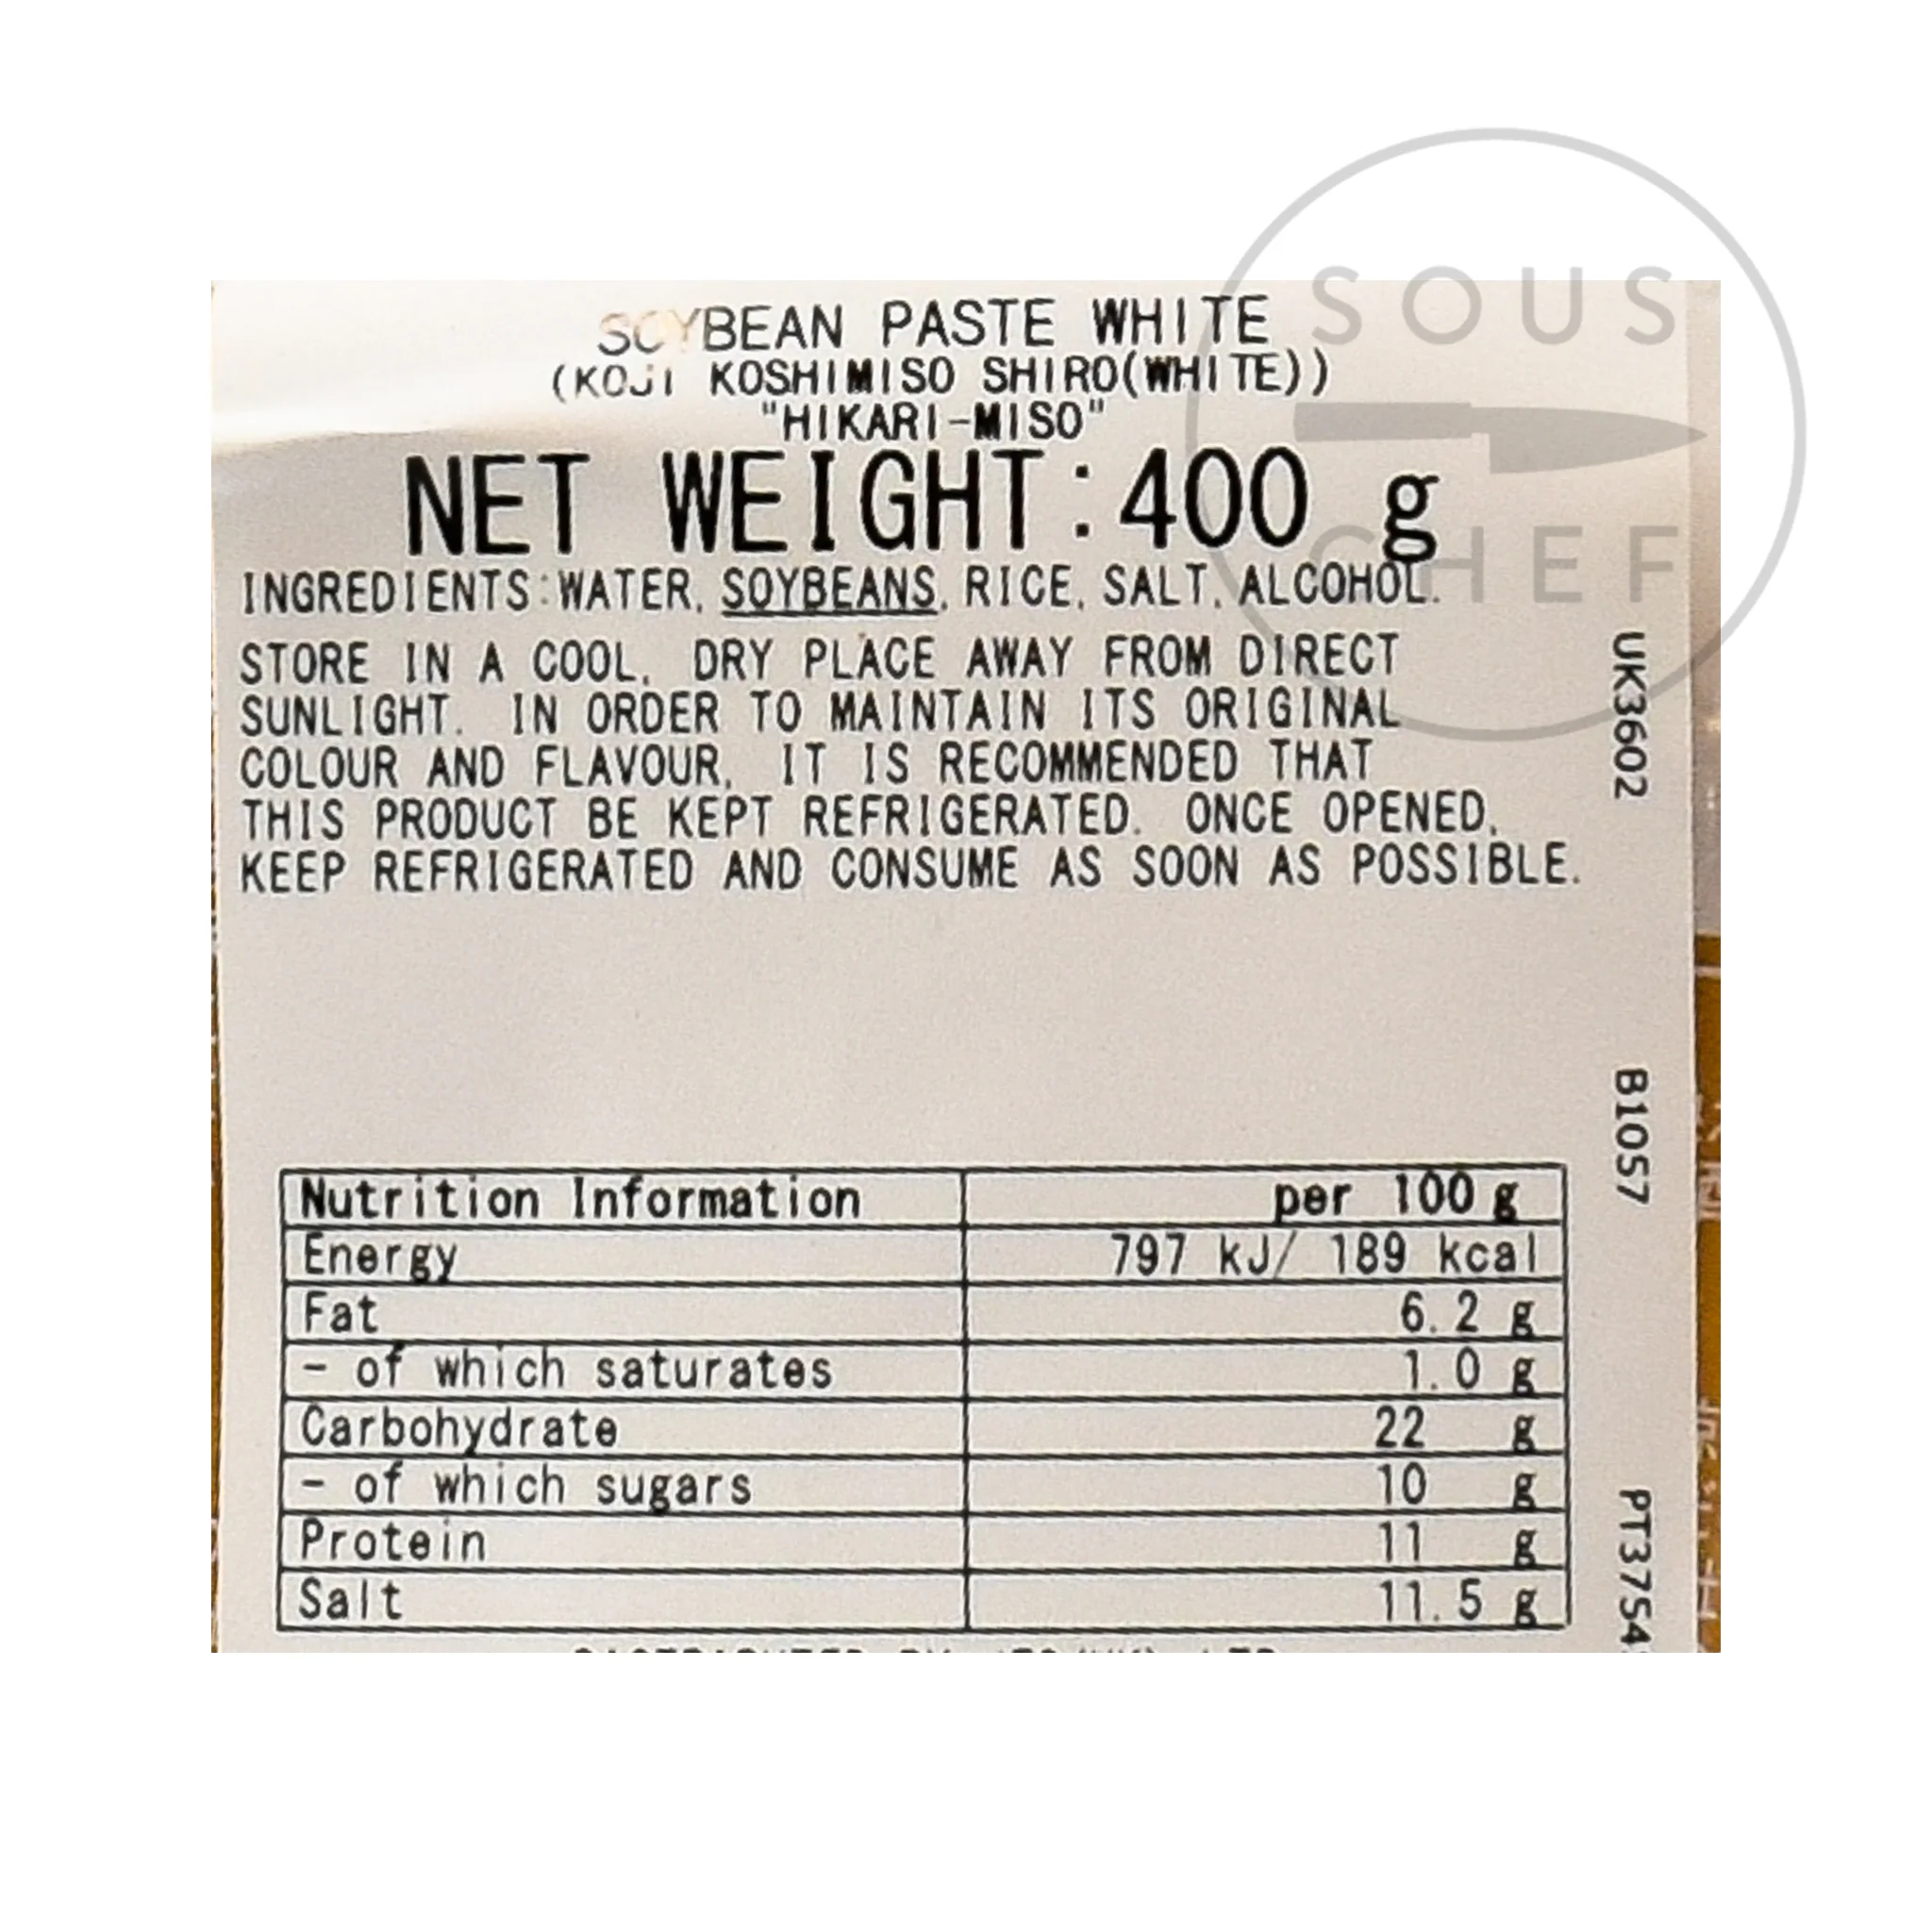 SOUS
CHEF
SOYBEAN PASTE WHITE
(KOJI KOSHIMISO SHIRO(WHITE))
"HIKARI-MISO"
NET WEIGHT:400 g
INGREDIENTS:WATER, SOYBEANS, RICE, SALT, ALCOHOL.
STORE IN A COOL, DRY PLACE AWAY FROM DIRECT
SUNLIGHT. IN ORDER TO MAINTAIN ITS ORIGINAL
COLOUR AND FLAVOUR, IT IS RECOMMENDED THAT
THIS PRODUCT BE KEPT REFRIGERATED. ONCE OPENED,
KEEP REFRIGERATED AND CONSUME AS SOON AS POSSIBLE.
UK3602
B1057
PT3754
Nutrition Information per 100 g
Energy 797 kJ/ 189 kcal
Fat 6.2 g
- of which saturates 1.0 g
Carbohydrate 22 g
- of which sugars 10 g
Protein 11 g
Salt 11.5 g